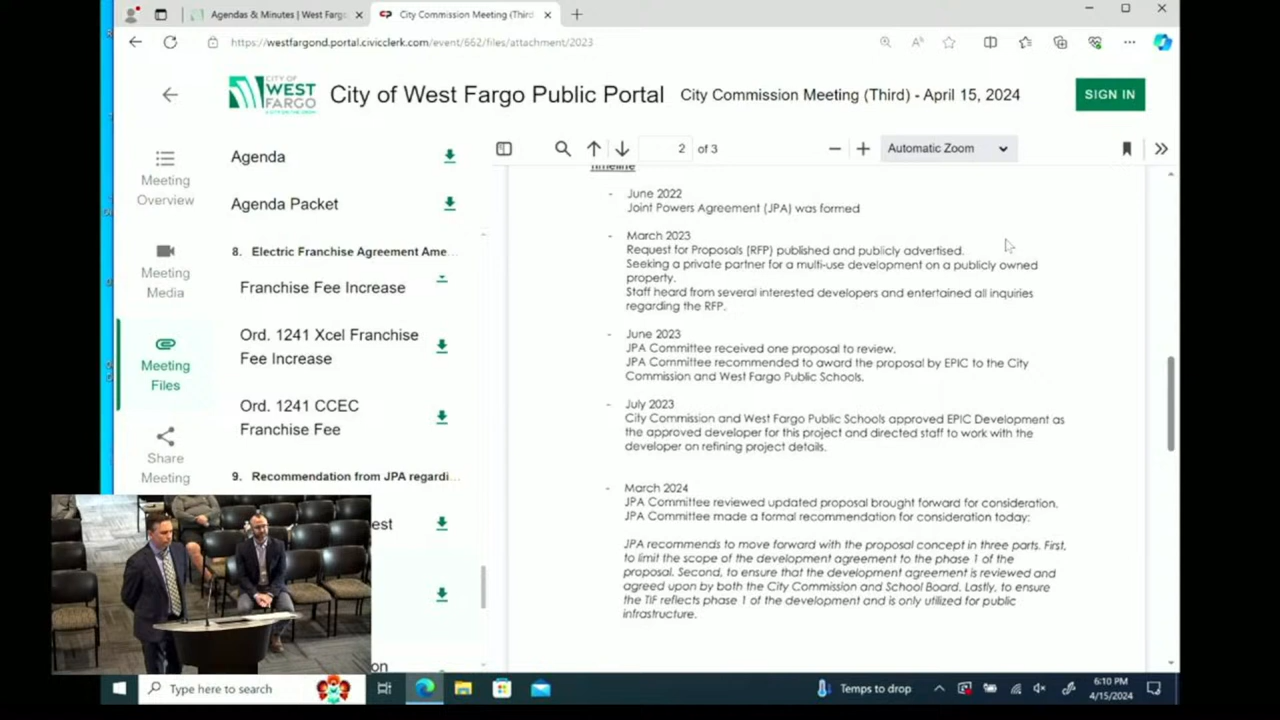 Agendas & Minutes | West Fargo
City Commission Meeting (Third)
https://westfargond.portal.civicclerk.com/event/662/files/attachment/2023
CITY OF
WEST
FARGO
City of West Fargo Public Portal
City Commission Meeting (Third) - April 15, 2024
SIGN IN
Meeting
Overview
Meeting
Media
Meeting
Files
Share
Meeting
Agenda
Agenda Packet
8. Electric Franchise Agreement Ame...
Franchise Fee Increase
Ord. 1241 Xcel Franchise
Fee Increase
Ord. 1241 CCEC
Franchise Fee
9. Recommendation from JPA regardi...
est
on
2 of 3
Automatic Zoom
Timeline
- June 2022
Joint Powers Agreement (JPA) was formed
- March 2023
Request for Proposals (RFP) published and publicly advertised.
Seeking a private partner for a multi-use development on a publicly owned
property.
Staff heard from several interested developers and entertained all inquiries
regarding the RFP.
- June 2023
JPA Committee received one proposal to review.
JPA Committee recommended to award the proposal by EPIC to the City
Commission and West Fargo Public Schools.
- July 2023
City Commission and West Fargo Public Schools approved EPIC Development as
the approved developer for this project and directed staff to work with the
developer on refining project details.
- March 2024
JPA Committee reviewed updated proposal brought forward for consideration.
JPA Committee made a formal recommendation for consideration today:
JPA recommends to move forward with the proposal concept in three parts. First,
to limit the scope of the development agreement to the phase 1 of the
proposal. Second, to ensure that the development agreement is reviewed and
agreed upon by both the City Commission and School Board. Lastly, to ensure
the TIF reflects phase 1 of the development and is only utilized for public
infrastructure.
Type here to search
Temps to drop
6:10 PM
4/15/2024